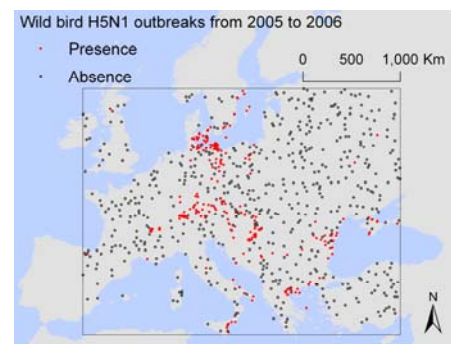 Wild bird H5N1 outbreaks from 2005 to 2006
Presence
Absence
0 500 1,000 Km
N